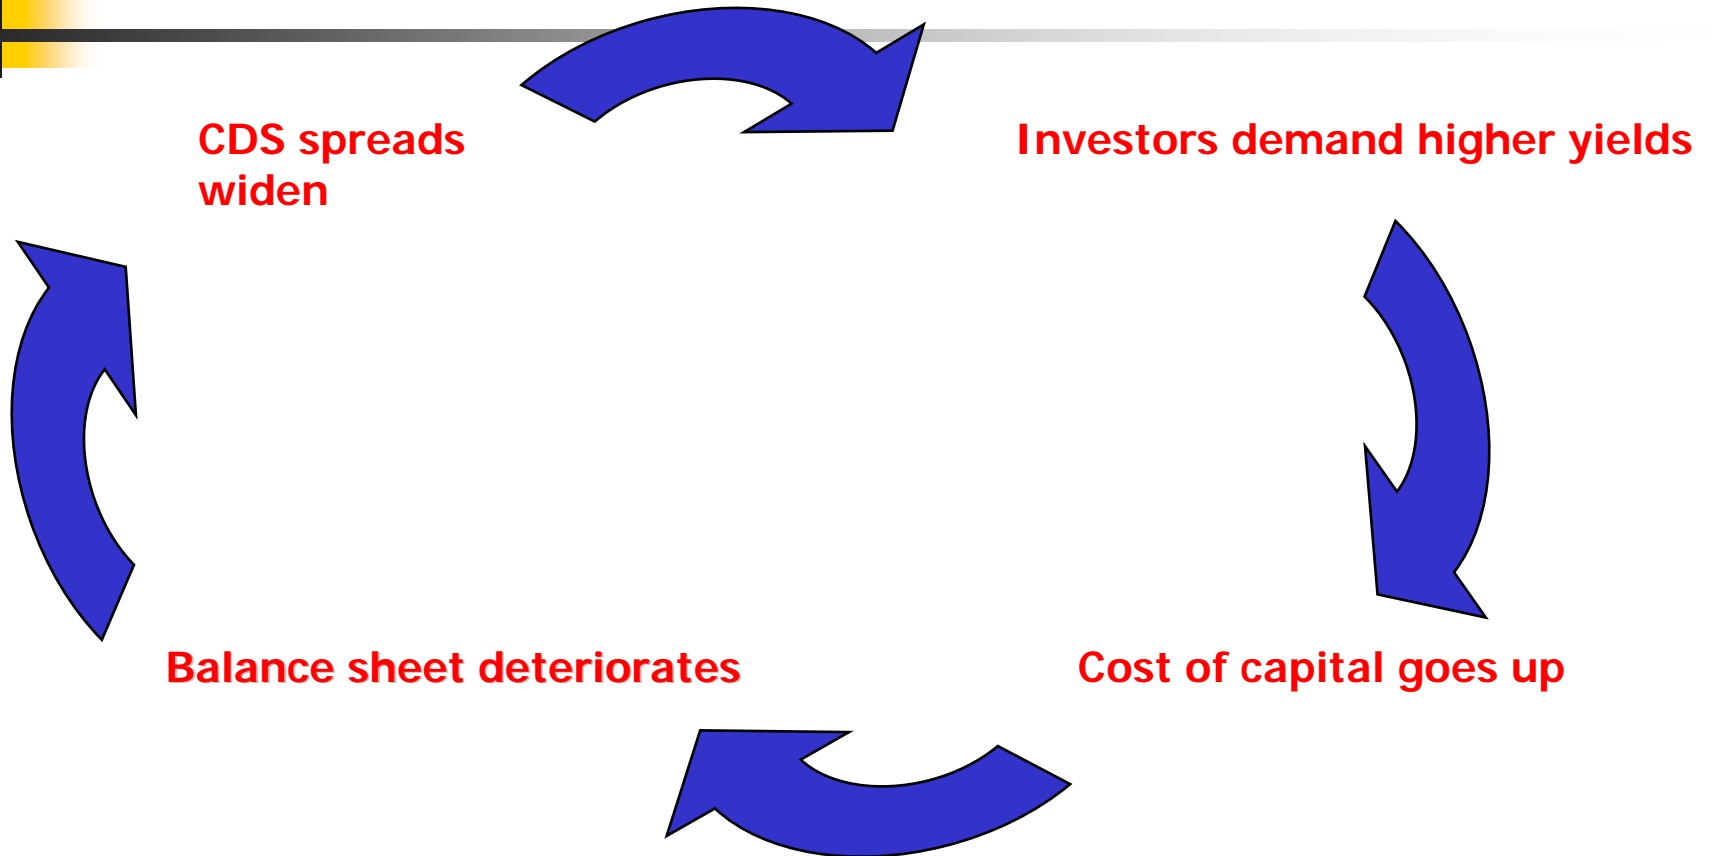 CDS spreads
widen
Investors demand higher yields
Balance sheet deteriorates
Cost of capital goes up